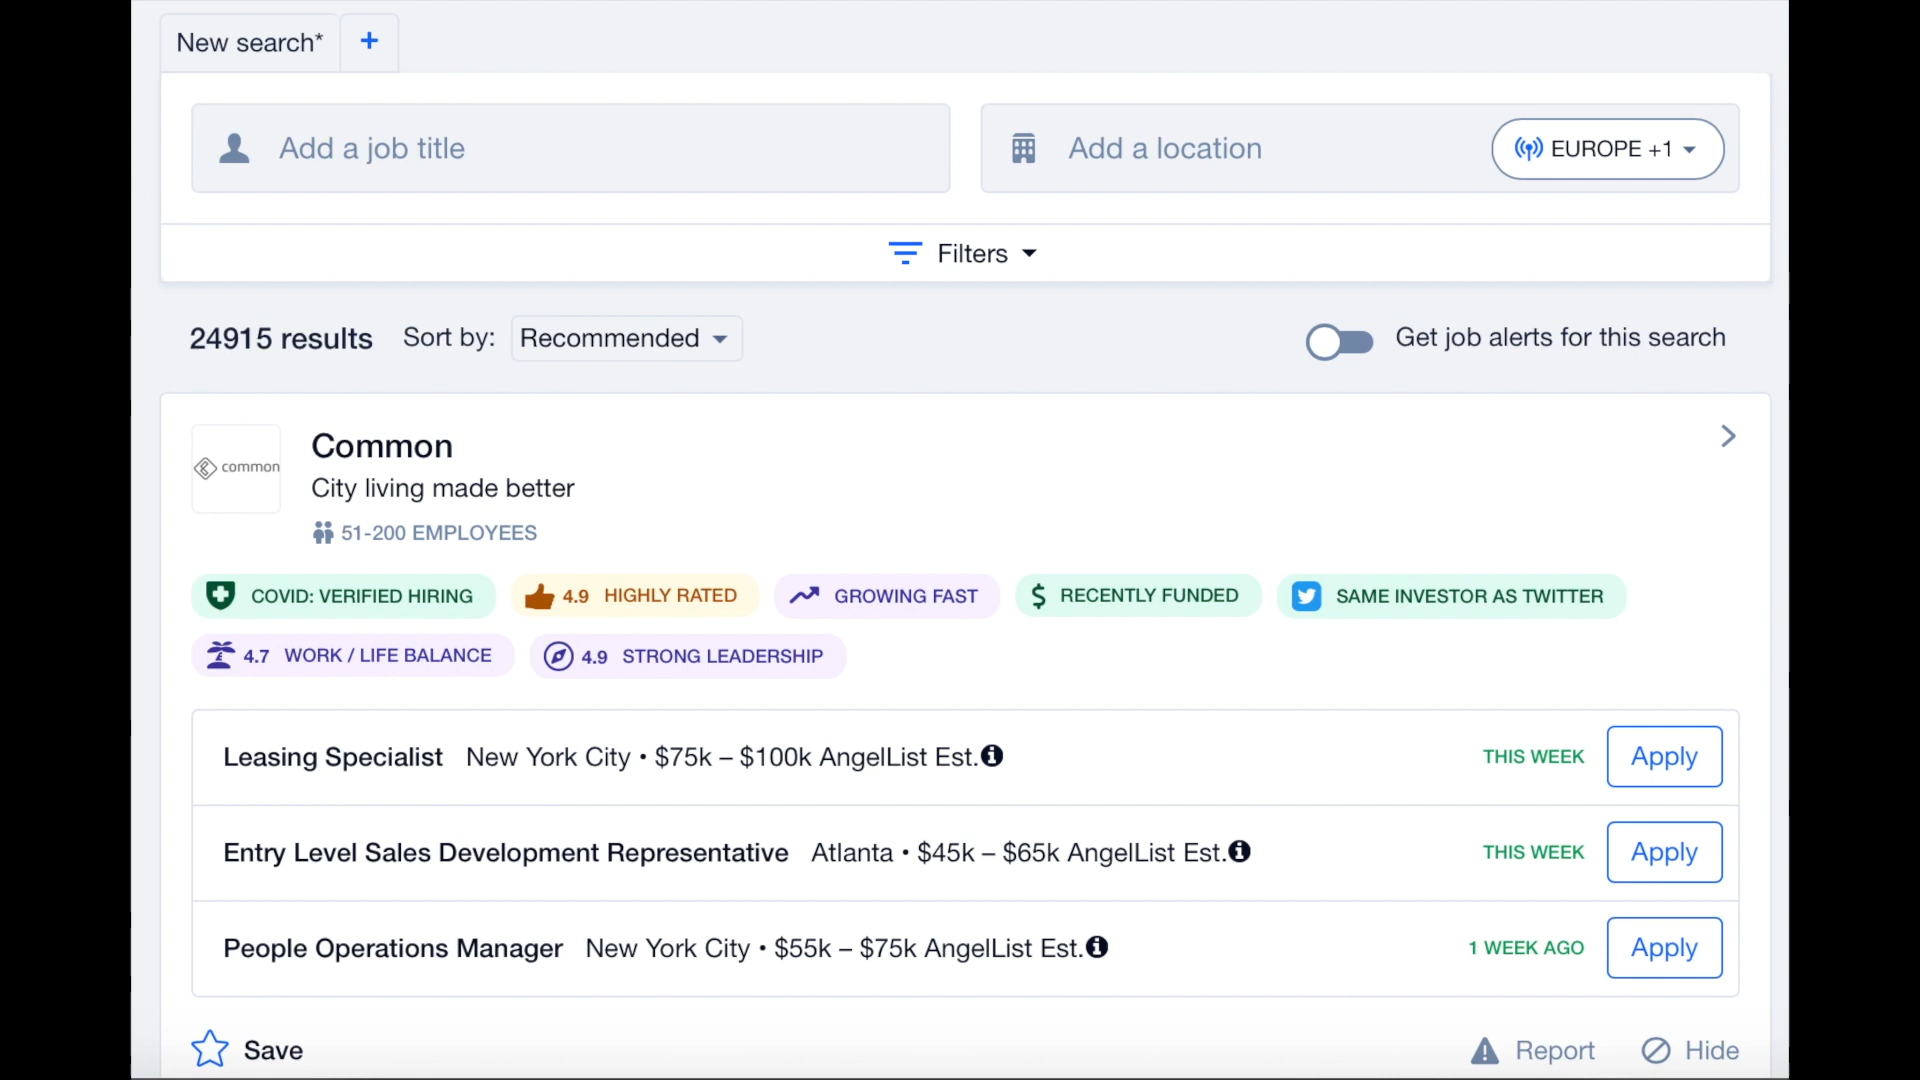 New search* +
Add a job title Add a location EUROPE +1
Filters
24915 results Sort by: Recommended Get job alerts for this search
common Common
City living made better
51-200 EMPLOYEES
COVID: VERIFIED HIRING 4.9 HIGHLY RATED GROWING FAST $ RECENTLY FUNDED SAME INVESTOR AS TWITTER
4.7 WORK / LIFE BALANCE 4.9 STRONG LEADERSHIP
Leasing Specialist New York City • $75k – $100k AngelList Est. THIS WEEK Apply
Entry Level Sales Development Representative Atlanta • $45k – $65k AngelList Est. THIS WEEK Apply
People Operations Manager New York City • $55k – $75k AngelList Est. 1 WEEK AGO Apply
Save Report Hide